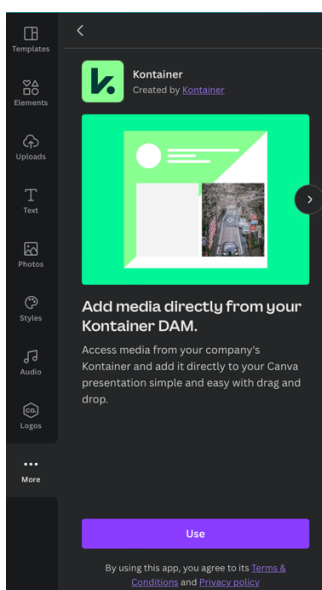 Templates
Elements
Uploads
Text
Photos
Styles
Audio
CO.
Logos
More
Kontainer
Created by Kontainer
Add media directly from your
Kontainer DAM.
Access media from your company's
Kontainer and add it directly to your Canva
presentation simple and easy with drag and
drop.
Use
By using this app, you agree to its Terms &
Conditions and Privacy policy